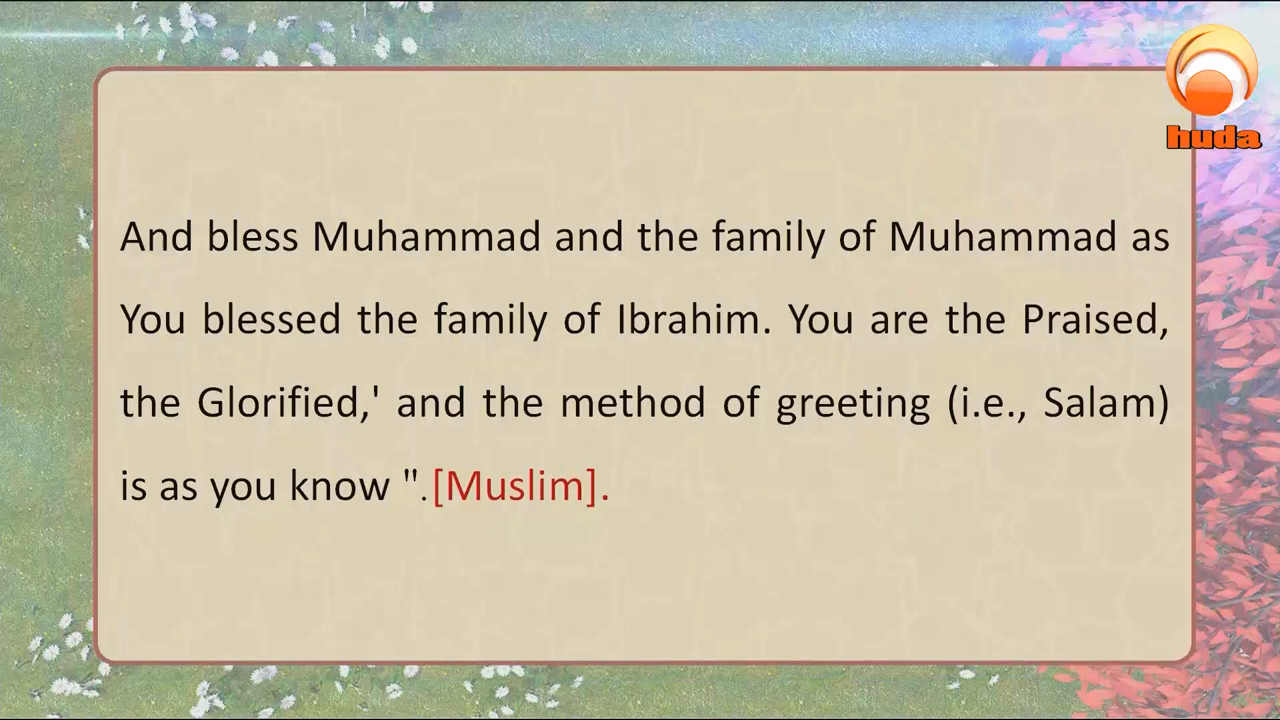 huda
And bless Muhammad and the family of Muhammad as
You blessed the family of Ibrahim. You are the Praised,
the Glorified,' and the method of greeting (i.e., Salam)
is as you know ".[Muslim].